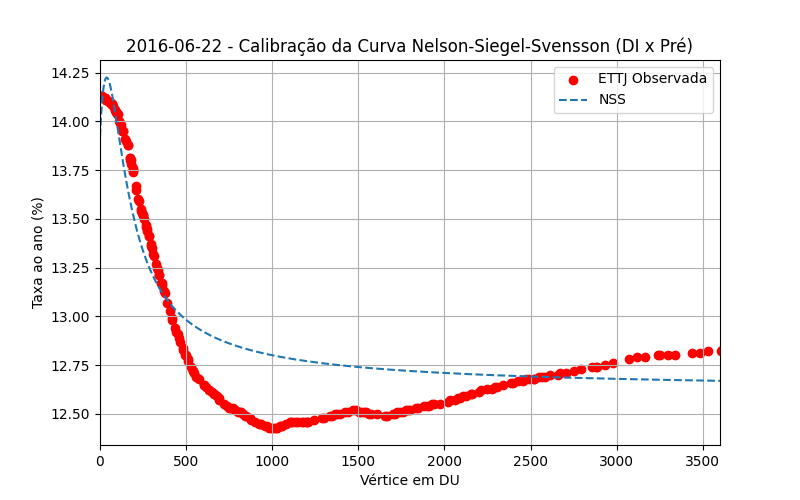 2016-06-22 - Calibração da Curva Nelson-Siegel-Svensson (DI x Pré)
ETTJ Observada
NSS
Taxa ao ano (%)
14.25
14.00
13.75
13.50
13.25
13.00
12.75
12.50
0 500 1000 1500 2000 2500 3000 3500
Vértice em DU